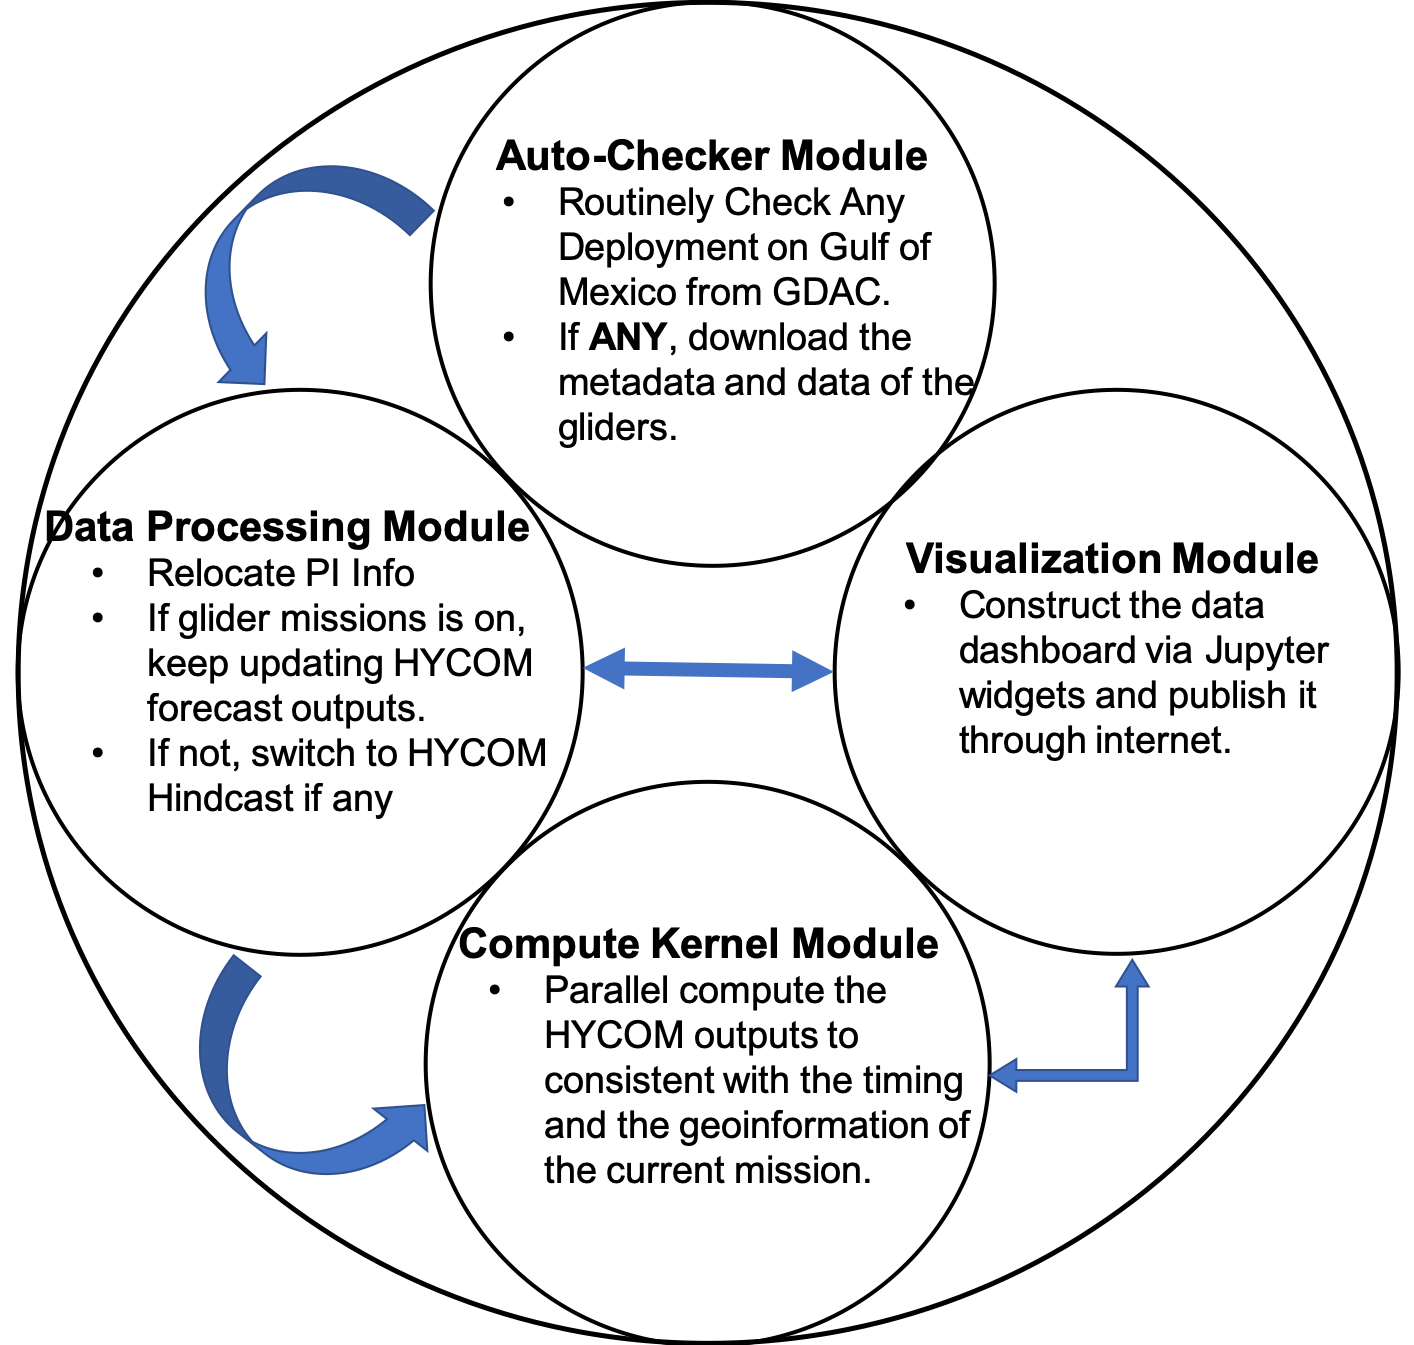 Auto-Checker Module
• Routinely Check Any
Deployment on Gulf of
Mexico from GDAC.
• If ANY, download the
metadata and data of the
gliders.
Data Processing Module
• Relocate PI Info
• If glider missions is on,
keep updating HYCOM
forecast outputs.
• If not, switch to HYCOM
Hindcast if any
Visualization Module
• Construct the data
dashboard via Jupyter
widgets and publish it
through internet.
Compute Kernel Module
• Parallel compute the
HYCOM outputs to
consistent with the timing
and the geoinformation of
the current mission.